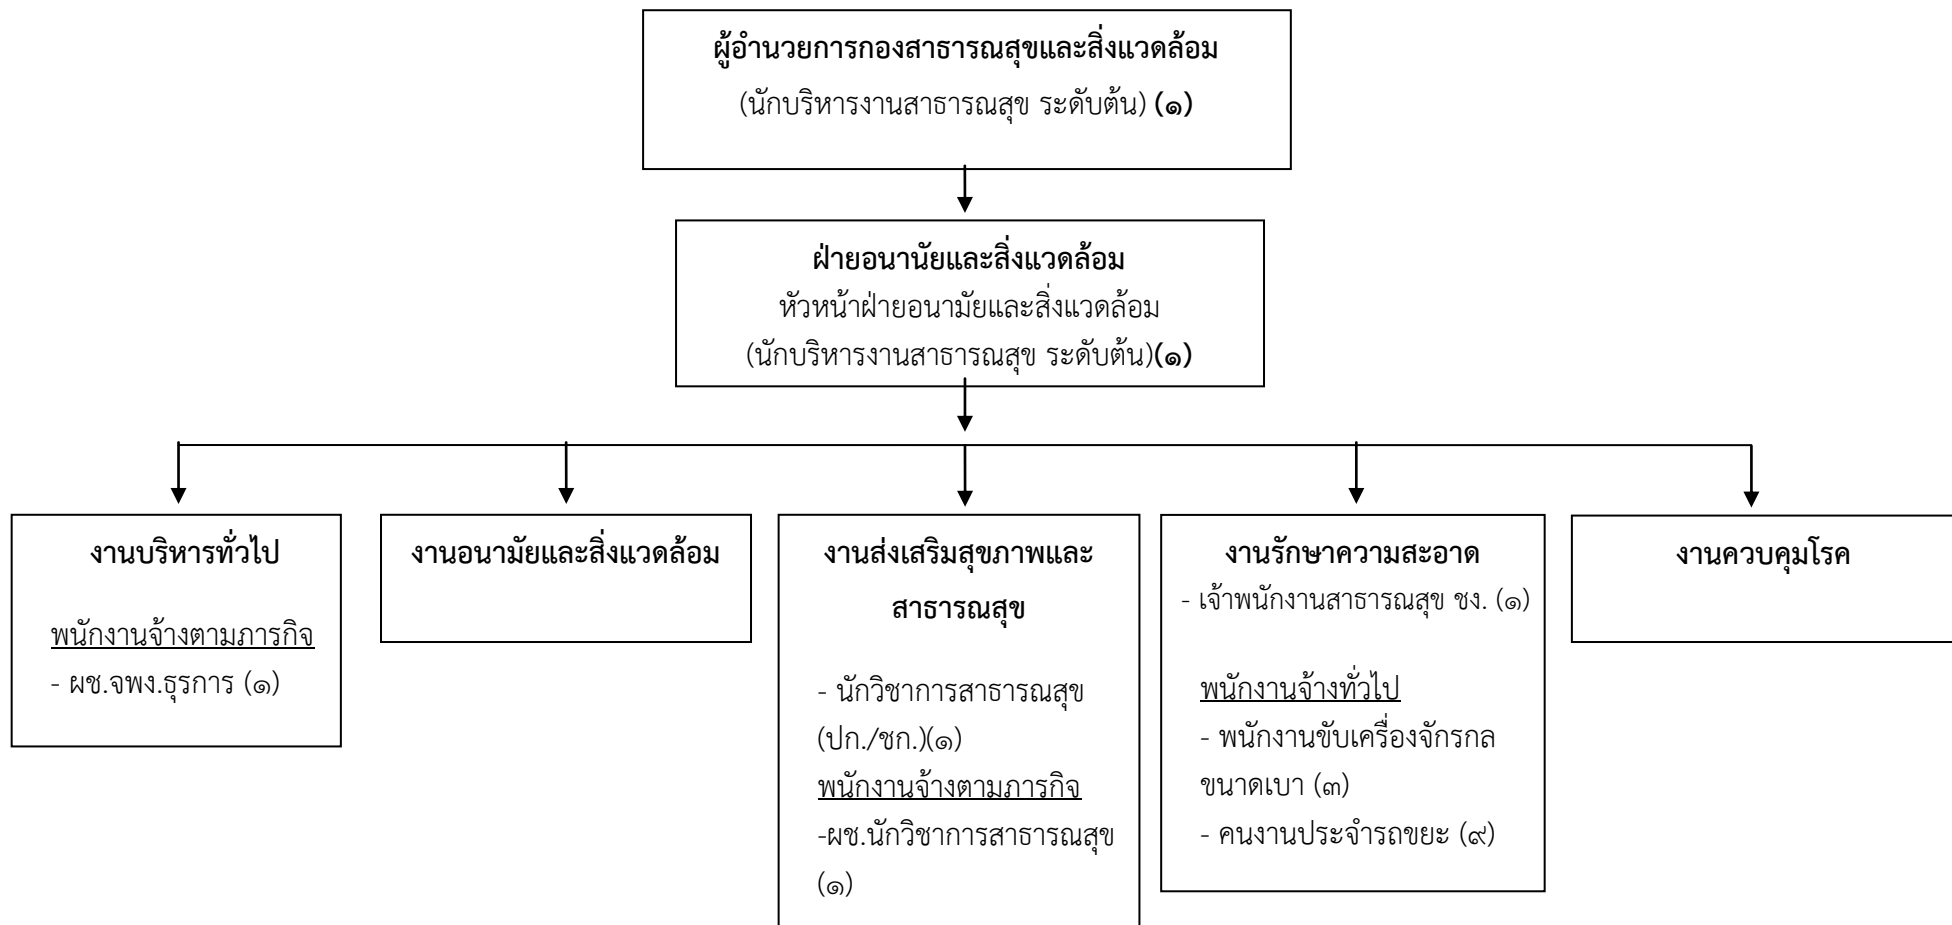 ผู้อำนวยการกองสาธารณสุขและสิ่งแวดล้อม
(นักบริหารงานสาธารณสุข ระดับต้น) (๑)
ฝ่ายอนานัยและสิ่งแวดล้อม
หัวหน้าฝ่ายอนามัยและสิ่งแวดล้อม
(นักบริหารงานสาธารณสุข ระดับต้น)(๑)
งานบริหารทั่วไป
พนักงานจ้างตามภารกิจ
- ผช.จพง.ธุรการ (๑)
งานอนามัยและสิ่งแวดล้อม
งานส่งเสริมสุขภาพและ
สาธารณสุข
- นักวิชาการสาธารณสุข
(ปก./ชก.)(๑)
พนักงานจ้างตามภารกิจ
-ผช.นักวิชาการสาธารณสุข
(๑)
งานรักษาความสะอาด
- เจ้าพนักงานสาธารณสุข ชง. (๑)
พนักงานจ้างทั่วไป
- พนักงานขับเครื่องจักรกล
ขนาดเบา (๓)
- คนงานประจำรถขยะ (๙)
งานควบคุมโรค